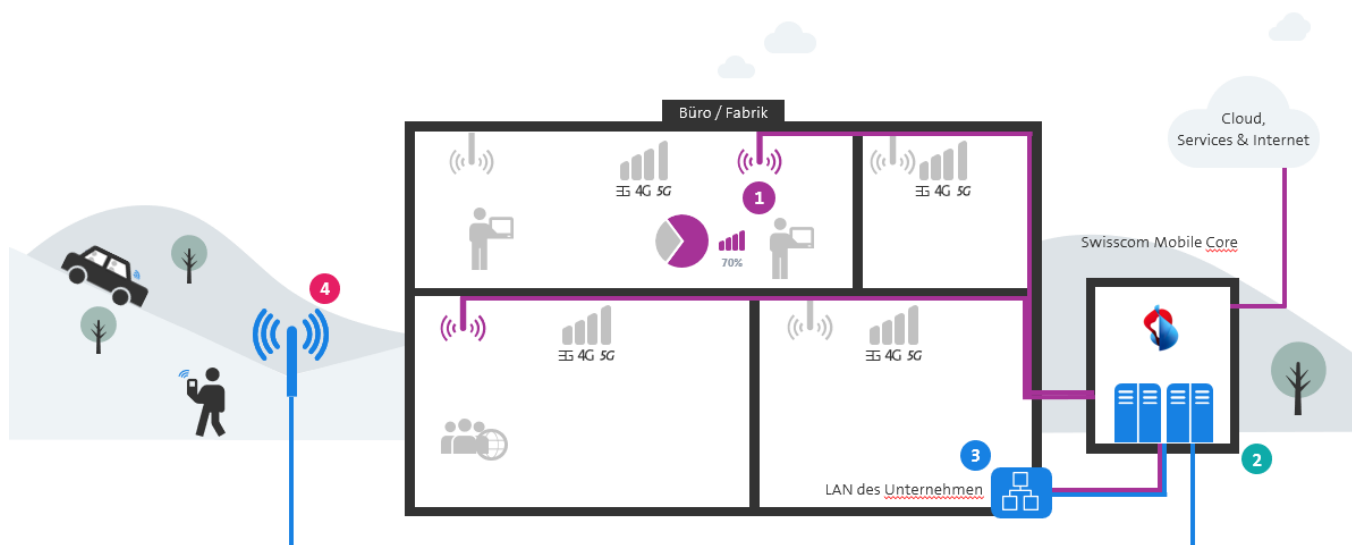 Büro / Fabrik
Cloud,
Services & Internet
3G 4G 5G
3G 4G 5G
1
70%
Swisscom Mobile Core
4
3G 4G 5G
3G 4G 5G
2
3
LAN des Unternehmen